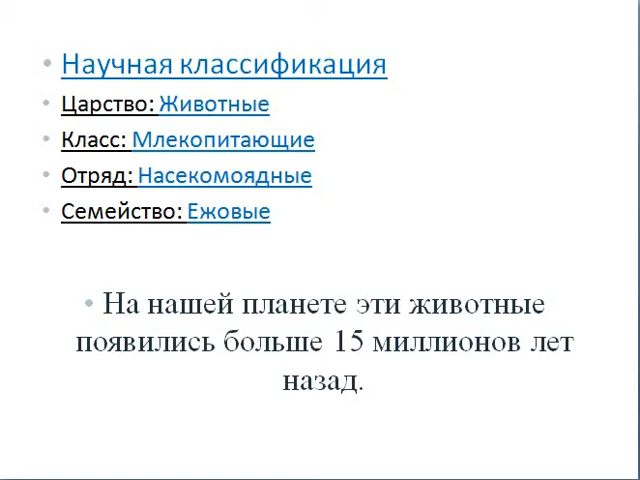 Научная классификация
Царство: Животные
Класс: Млекопитающие
Отряд: Насекомоядные
Семейство: Ежовые
На нашей планете эти животные
появились больше 15 миллионов лет
назад.